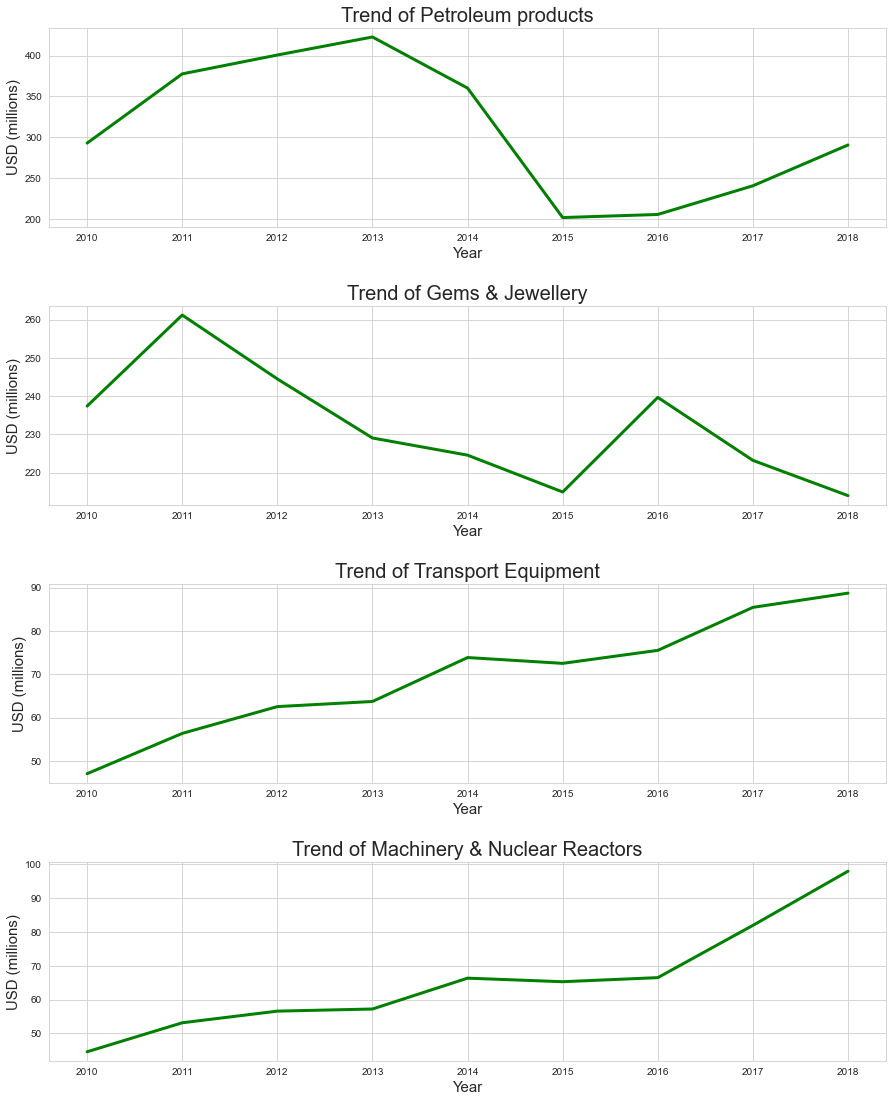 Trend of Petroleum products
USD (millions)
400
350
300
250
200
2010 2011 2012 2013 2014 2015 2016 2017 2018
Year
Trend of Gems & Jewellery
USD (millions)
260
250
240
230
220
2010 2011 2012 2013 2014 2015 2016 2017 2018
Year
Trend of Transport Equipment
USD (millions)
90
80
70
60
50
2010 2011 2012 2013 2014 2015 2016 2017 2018
Year
Trend of Machinery & Nuclear Reactors
USD (millions)
100
90
80
70
60
50
2010 2011 2012 2013 2014 2015 2016 2017 2018
Year